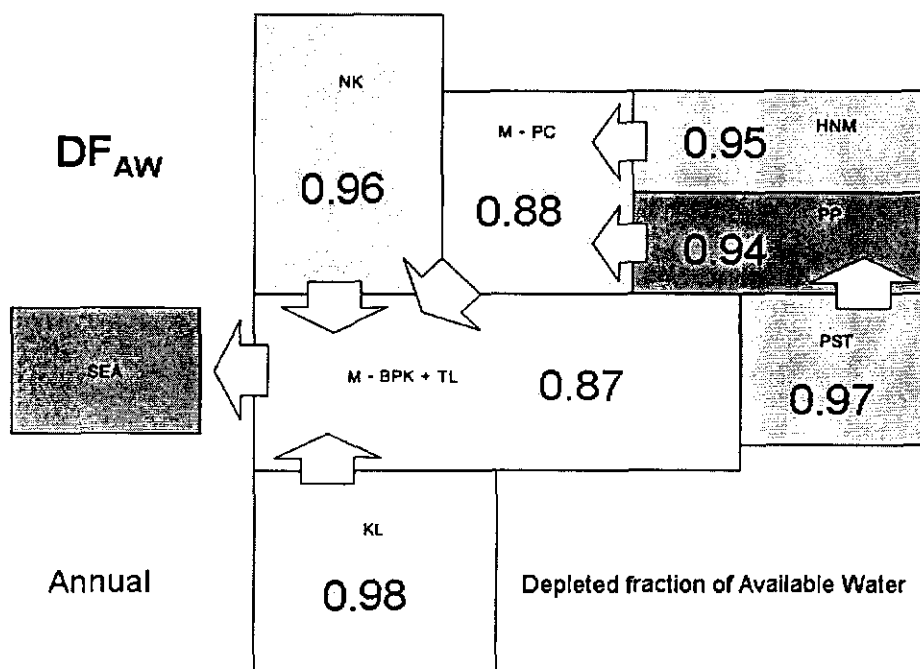 NK
DF_AW
0.96
M - PC
0.88
HNM
0.95
PP
0.94
SEA
M - BPK + TL
0.87
PST
0.97
KL
0.98
Annual
Depleted fraction of Available Water